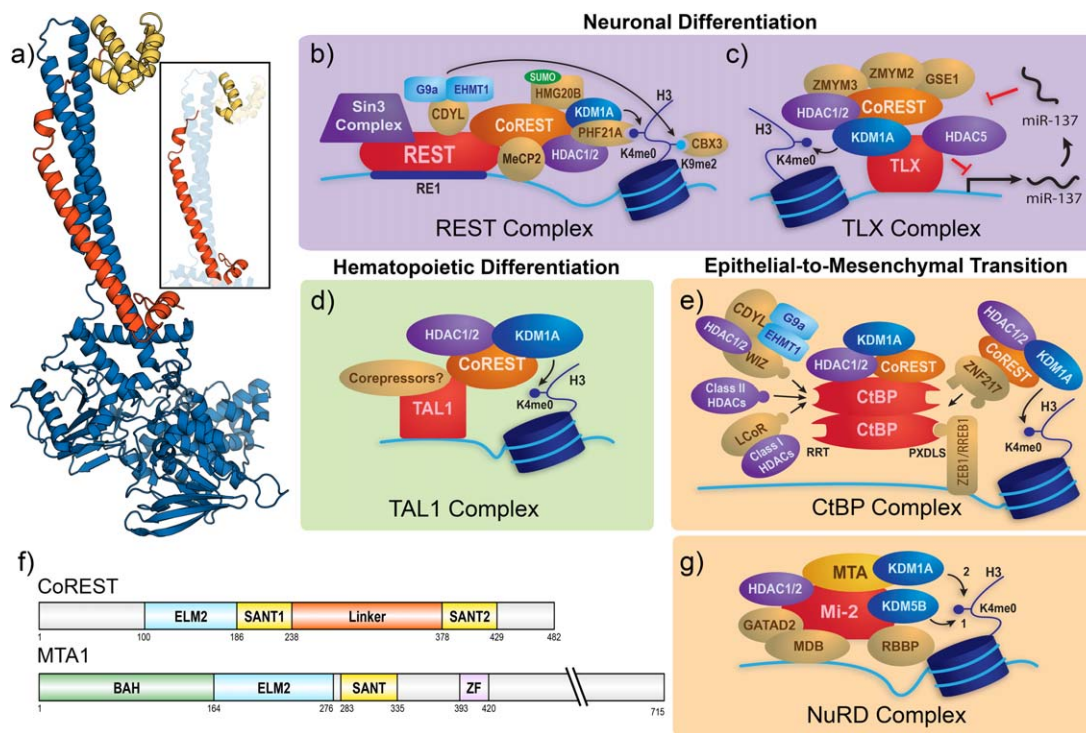 Neuronal Differentiation
a)
b)
G9a
EHMT1
SUMO
HMG20B
Sin3
Complex
CDYL
CoREST
KDM1A
H3
PHF21A
REST
MeCP2
HDAC1/2
K4me0
CBX3
K9me2
RE1
REST Complex
c)
ZMYM3
ZMYM2
GSE1
HDAC1/2
CoREST
miR-137
H3
KDM1A
HDAC5
K4me0
TLX
miR-137
TLX Complex
Hematopoietic Differentiation
d)
HDAC1/2
KDM1A
CoREST
Corepressors?
H3
K4me0
TAL1
TAL1 Complex
Epithelial-to-Mesenchymal Transition
e)
CDYL
G9a
EHMT1
HDAC1/2
WIZ
KDM1A
HDAC1/2
CoREST
HDAC1/2
CoREST
KDM1A
ZNF217
Class II
HDACs
CtBP
CtBP
H3
K4me0
LCoR
Class I
HDACs
RRT
PXDLS
ZEB1/RREB1
CtBP Complex
f)
CoREST
ELM2
SANT1
Linker
SANT2
1
100
186
238
378
429
482
MTA1
BAH
ELM2
SANT
ZF
1
164
276
283
335
393
420
715
g)
MTA
KDM1A
2
H3
HDAC1/2
Mi-2
KDM5B
K4me0
1
GATAD2
MDB
RBBP
NuRD Complex